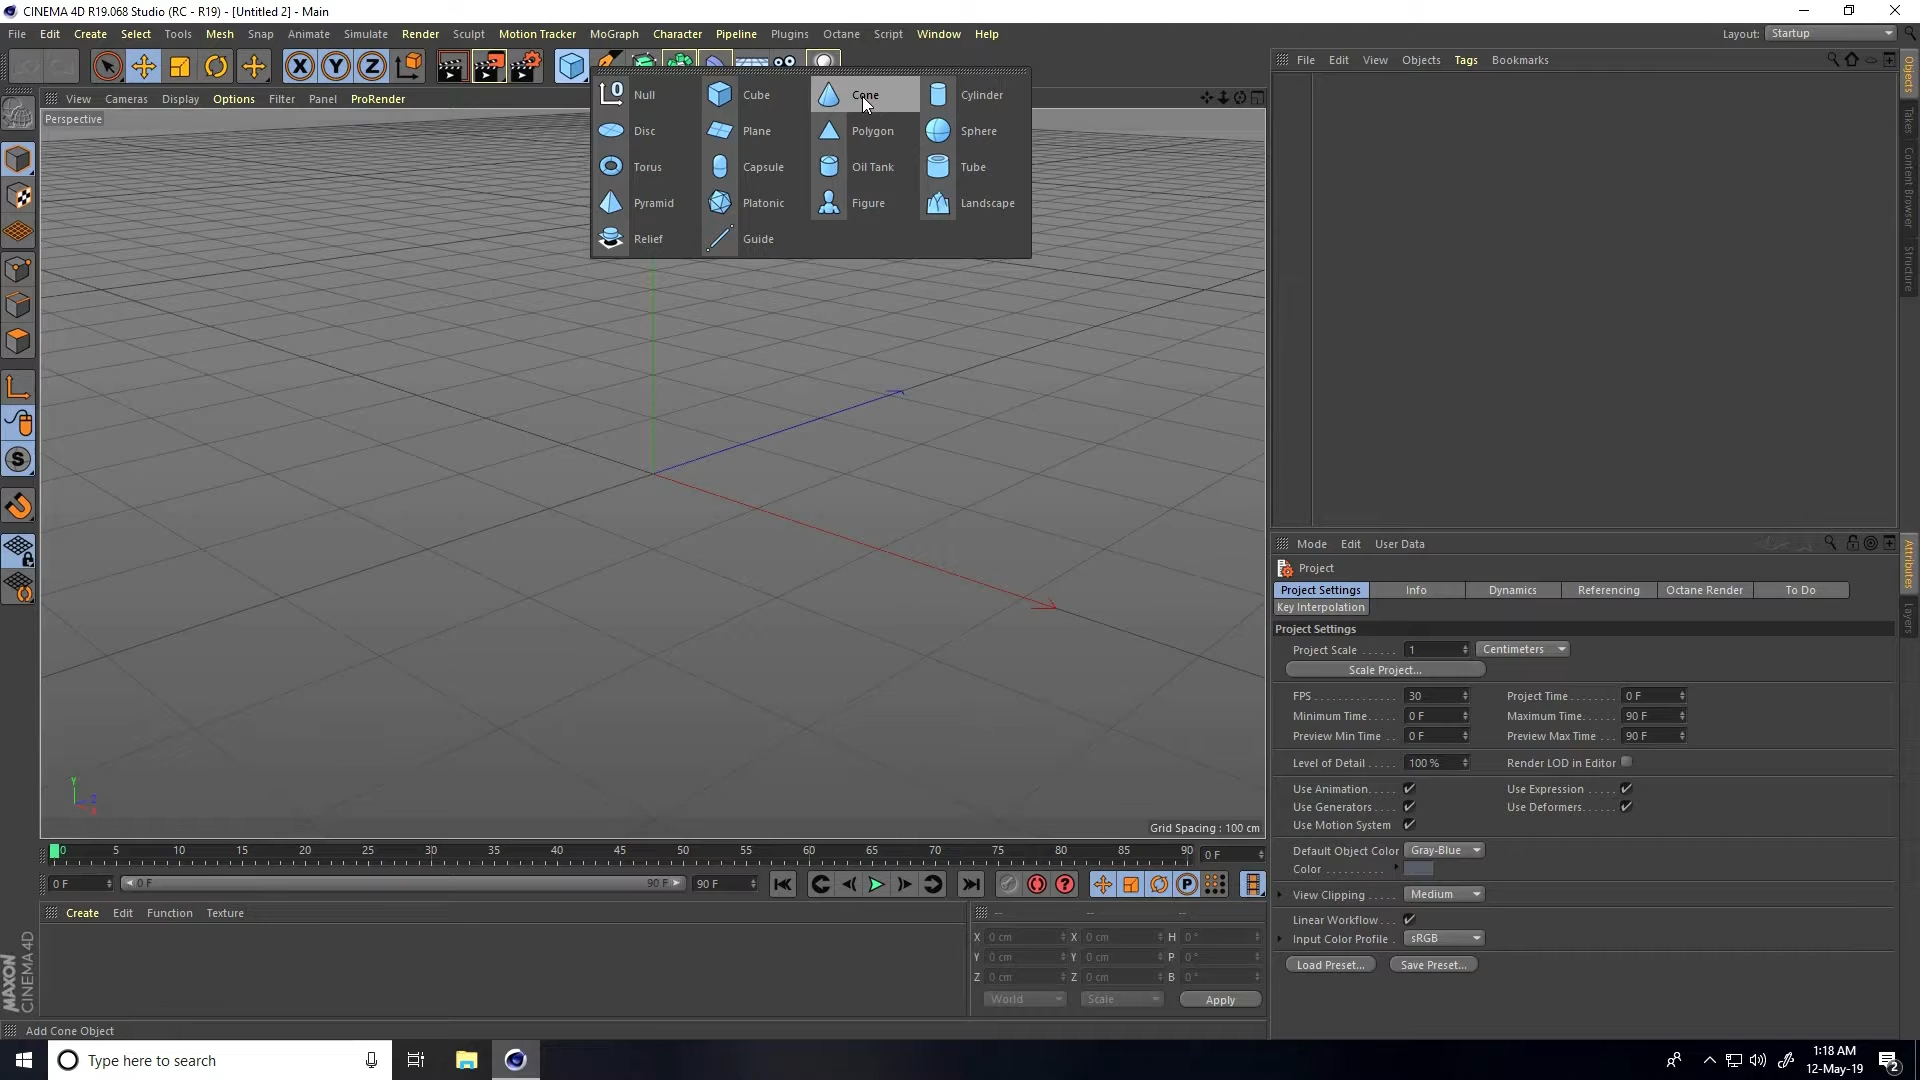 CINEMA 4D R19.068 Studio (RC - R19) - [Untitled 2] - Main
File Edit Create Select Tools Mesh Snap Animate Simulate Render Sculpt Motion Tracker MoGraph Character Pipeline Plugins Octane Script Window Help
Layout: Startup
X Y Z
File Edit View Objects Tags Bookmarks
View Cameras Display Options Filter Panel ProRender
Perspective
Null Cube Cone Cylinder
Disc Plane Polygon Sphere
Torus Capsule Oil Tank Tube
Pyramid Platonic Figure Landscape
Relief Guide
Objects
Takes
Content Browser
Structure
Attributes
Layers
Mode Edit User Data
Project
Project Settings Info Dynamics Referencing Octane Render To Do
Key Interpolation
Project Settings
Project Scale 1 Centimeters
Scale Project...
FPS 30 Project Time 0 F
Minimum Time 0 F Maximum Time 90 F
Preview Min Time 0 F Preview Max Time 90 F
Level of Detail 100 % Render LOD in Editor
Use Animation Use Expression
Use Generators Use Deformers
Use Motion System
Default Object Color Gray-Blue
Color
View Clipping Medium
Linear Workflow
Input Color Profile sRGB
Load Preset... Save Preset...
Y
Z
X
Grid Spacing : 100 cm
0 5 10 15 20 25 30 35 40 45 50 55 60 65 70 75 80 85 90 0 F
0 F 0 F 90 F 90 F
Create Edit Function Texture
-- -- --
X 0 cm X 0 cm H 0 °
Y 0 cm Y 0 cm P 0 °
Z 0 cm Z 0 cm B 0 °
World Scale Apply
MAXON
CINEMA 4D
Add Cone Object
Type here to search
1:18 AM
12-May-19
2